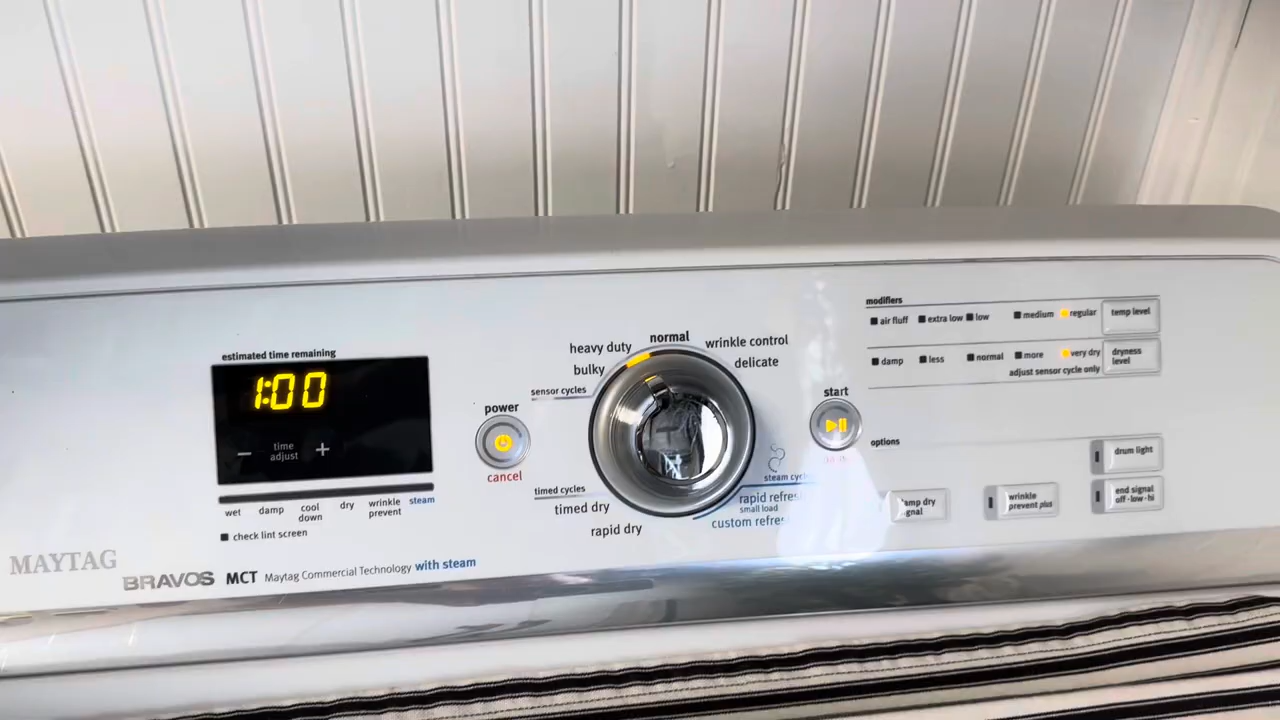 estimated time remaining
1:00
time
adjust
wet damp cool down dry wrinkle prevent steam
check lint screen
MAYTAG
BRAVOS MCT Maytag Commercial Technology with steam
power
cancel
sensor cycles
bulky
heavy duty
normal
wrinkle control
delicate
timed cycles
timed dry
rapid dry
steam
rapid
small load
custom
start
modifiers
air fluff extra low low medium regular temp level
damp less normal more very dry dryness level
adjust sensor cycle only
options
drum light
dry
wrinkle
prevent plus
end signal
off·low·hi